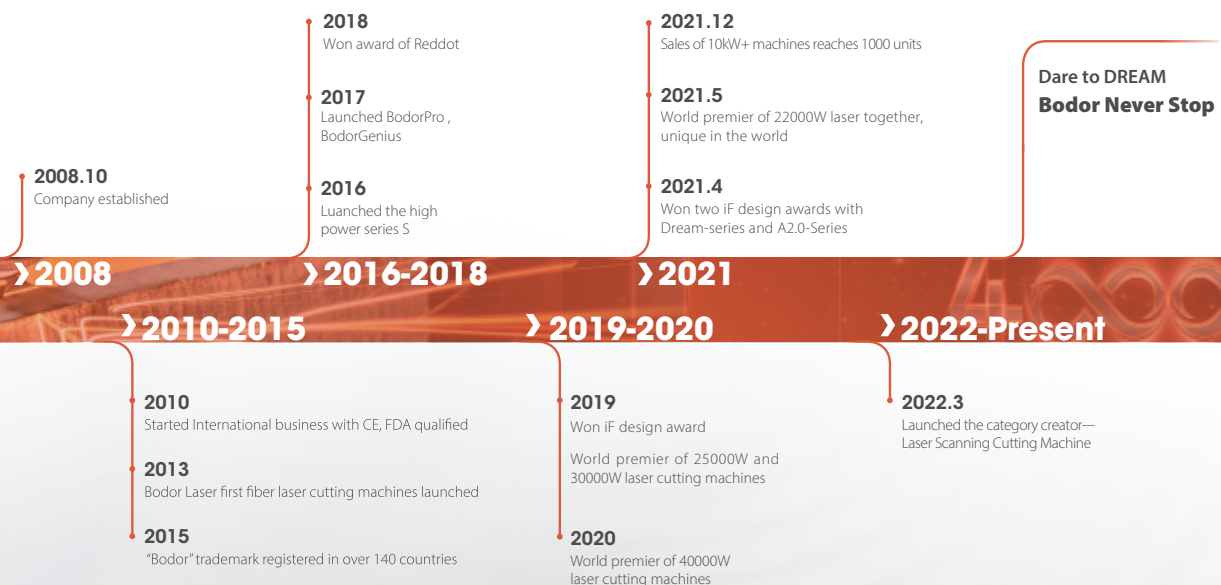 2018
Won award of Reddot
2017
Launched BodorPro ,
BodorGenius
2016
Luanched the high
power series S
2021.12
Sales of 10kW+ machines reaches 1000 units
2021.5
World premier of 22000W laser together,
unique in the world
2021.4
Won two iF design awards with
Dream-series and A2.0-Series
Dare to DREAM
Bodor Never Stop
2008.10
Company established
2008
2016-2018
2021
2010-2015
2019-2020
2022-Present
2010
Started International business with CE, FDA qualified
2013
Bodor Laser first fiber laser cutting machines launched
2015
"Bodor" trademark registered in over 140 countries
2019
Won iF design award
World premier of 25000W and
30000W laser cutting machines
2020
World premier of 40000W
laser cutting machines
2022.3
Launched the category creator---
Laser Scanning Cutting Machine